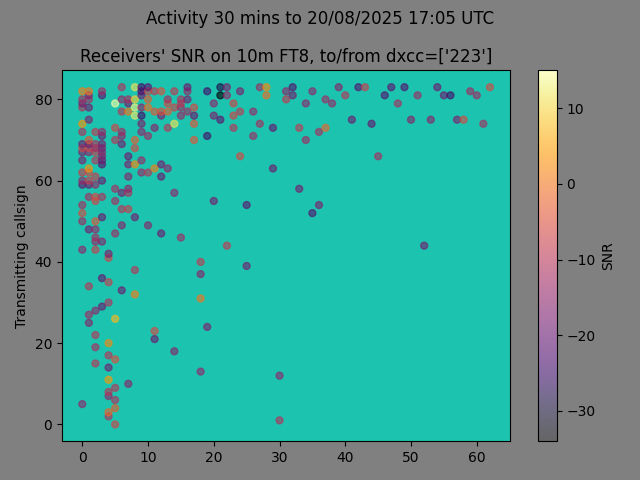 Activity 30 mins to 20/08/2025 17:05 UTC
Receivers' SNR on 10m FT8, to/from dxcc=['223']
Transmitting callsign
80
60
40
20
0
0 10 20 30 40 50 60
10
0
−10
−20
−30
SNR